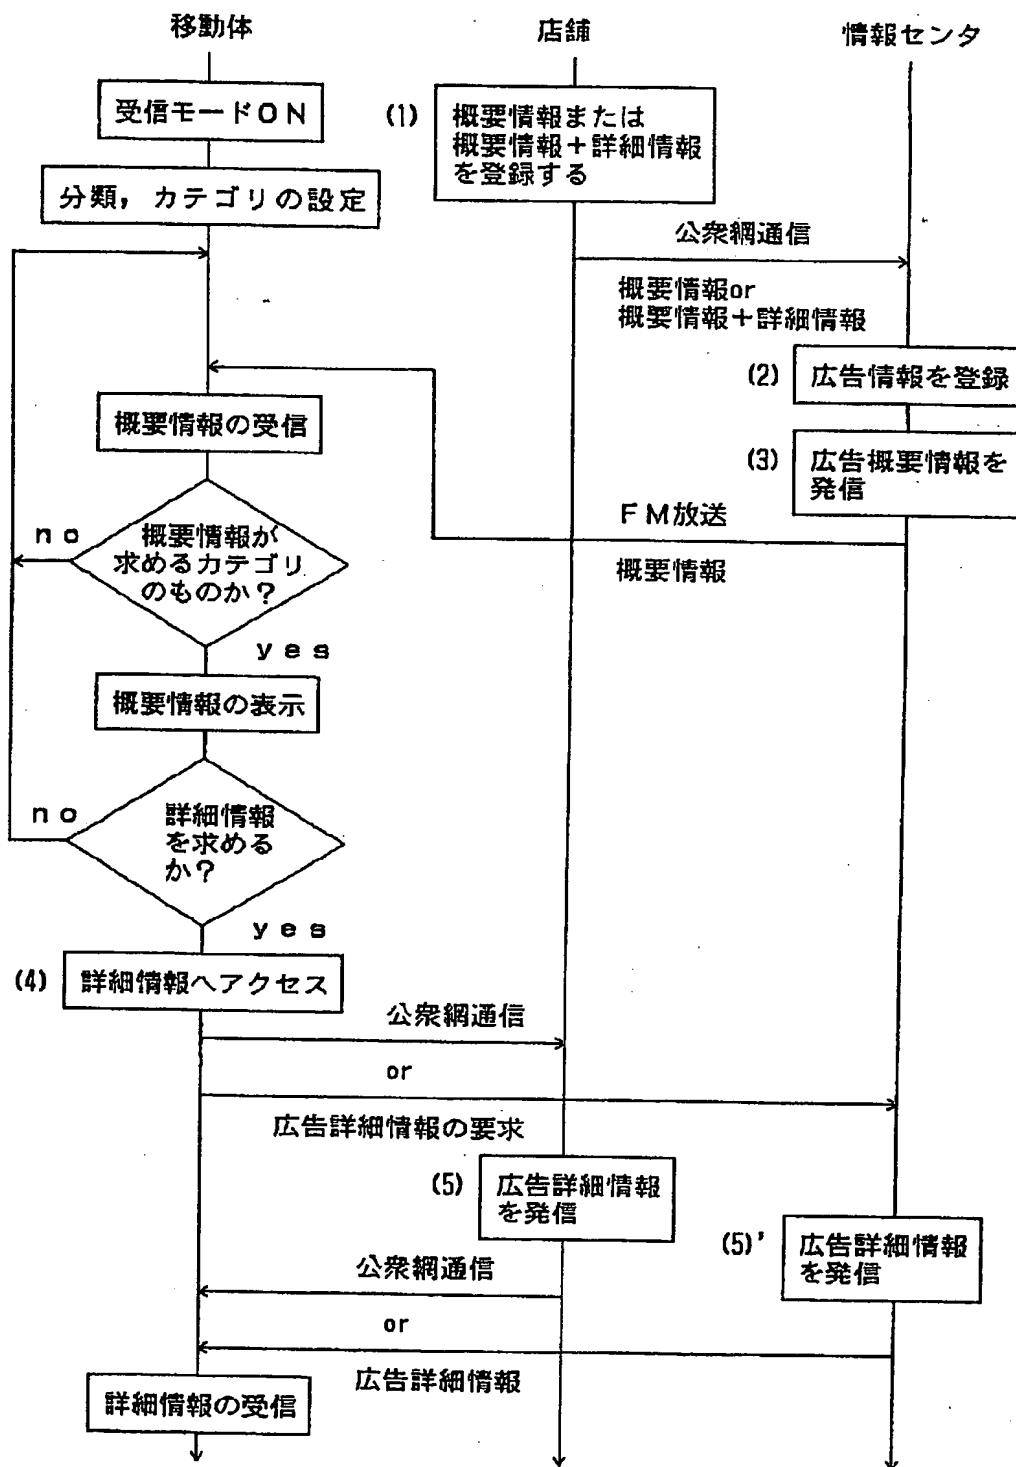 移動体
店舗
情報センタ
受信モードON
(1)
概要情報または
概要情報+詳細情報
を登録する
分類,カテゴリの設定
公衆網通信
概要情報or
概要情報+詳細情報
(2)
広告情報を登録
概要情報の受信
(3)
広告概要情報を
発信
FM放送
概要情報
no
概要情報が
求めるカテゴリ
のものか?
yes
概要情報の表示
no
詳細情報
を求める
か?
yes
(4)
詳細情報へアクセス
公衆網通信
or
広告詳細情報の要求
(5)
広告詳細情報
を発信
(5)'
広告詳細情報
を発信
公衆網通信
or
広告詳細情報
詳細情報の受信